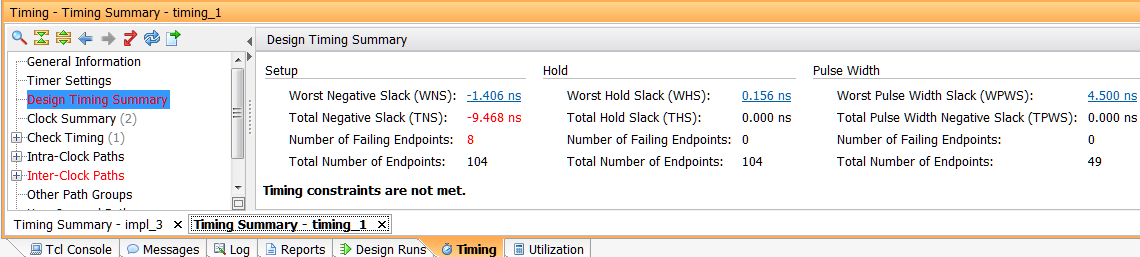 Timing - Timing Summary - timing_1
General Information
Timer Settings
Design Timing Summary
Clock Summary (2)
Check Timing (1)
Intra-Clock Paths
Inter-Clock Paths
Other Path Groups
Design Timing Summary
Setup
Worst Negative Slack (WNS): -1.406 ns
Total Negative Slack (TNS): -9.468 ns
Number of Failing Endpoints: 8
Total Number of Endpoints: 104
Hold
Worst Hold Slack (WHS): 0.156 ns
Total Hold Slack (THS): 0.000 ns
Number of Failing Endpoints: 0
Total Number of Endpoints: 104
Pulse Width
Worst Pulse Width Slack (WPWS): 4.500 ns
Total Pulse Width Negative Slack (TPWS): 0.000 ns
Number of Failing Endpoints: 0
Total Number of Endpoints: 49
Timing constraints are not met.
Timing Summary - impl_3 Timing Summary - timing_1
Tcl Console Messages Log Reports Design Runs Timing Utilization